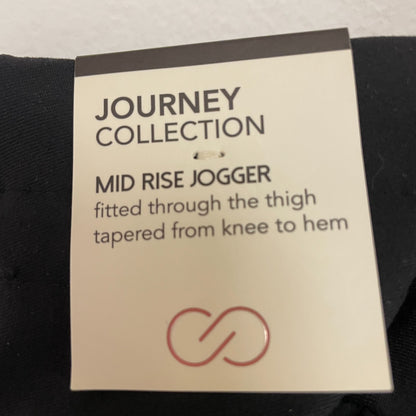 JOURNEY
COLLECTION
MID RISE JOGGER
fitted through the thigh
tapered from knee to hem